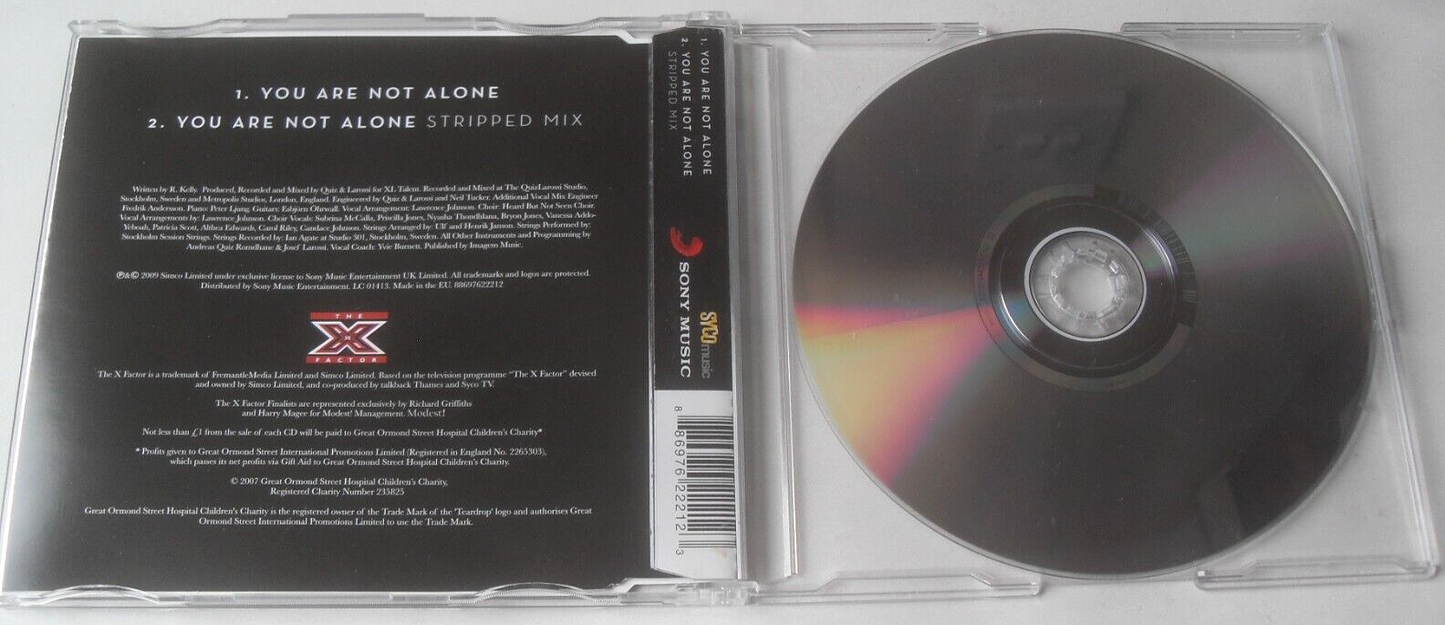 1. YOU ARE NOT ALONE
2. YOU ARE NOT ALONE STRIPPED MIX
Written by R. Kelly. Produced, Recorded and Mixed by Quiz & Larossi for XL Talent. Recorded and Mixed at The QuizLarossi Studio,
Stockholm, Sweden and Metropolis Studios, London, England. Engineered by Quiz & Larossi and Neil Tucker. Additional Vocal Mix Engineer
Fredrik Andersson. Piano: Peter Ljung, Guitars: Esbjörn Öhrwall. Vocal Arrangement: Lawrence Johnson. Choir: Heard But Not Seen Choir.
Vocal Arrangements by: Lawrence Johnson. Choir Vocals: Subrina McCalla, Priscilla Jones, Nyasha Thondhlana, Bryon Jones, Vanessa Addo-
Yeboah, Patricia Scott, Althea Edwards, Carol Riley, Candace Johnson. Strings Arranged by: Ulf and Henrik Janson. Strings Performed by:
Stockholm Session Strings. Strings Recorded by: Ian Agate at Studio 301, Stockholm, Sweden. All Other Instruments and Programming by
Andreas Quiz Romdhane & Josef Larossi. Vocal Coach: Yvie Burnett. Published by Imagem Music.
℗&© 2009 Simco Limited under exclusive license to Sony Music Entertainment UK Limited. All trademarks and logos are protected.
Distributed by Sony Music Entertainment. LC 01413. Made in the EU. 88697622212
THE
X
FACTOR
The X Factor is a trademark of FremantleMedia Limited and Simco Limited. Based on the television programme "The X Factor" devised
and owned by Simco Limited, and co-produced by talkback Thames and Syco TV.
The X Factor Finalists are represented exclusively by Richard Griffiths
and Harry Magee for Modest! Management. Modest!
Not less than £1 from the sale of each CD will be paid to Great Ormond Street Hospital Children's Charity*
* Profits given to Great Ormond Street International Promotions Limited (Registered in England No. 2265303),
which passes its net profits via Gift Aid to Great Ormond Street Hospital Children's Charity.
© 2007 Great Ormond Street Hospital Children's Charity,
Registered Charity Number 235825
Great Ormond Street Hospital Children's Charity is the registered owner of the Trade Mark of the 'Teardrop' logo and authorises Great
Ormond Street International Promotions Limited to use the Trade Mark.
1. YOU ARE NOT ALONE
2. YOU ARE NOT ALONE
STRIPPED MIX
SYCOmusic
SONY MUSIC
8 86976 22212 3